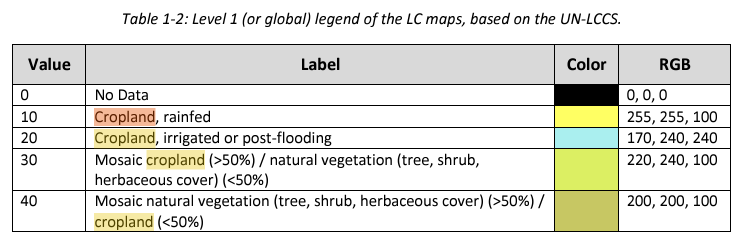 Table 1-2: Level 1 (or global) legend of the LC maps, based on the UN-LCCS.
Value Label Color RGB
0 No Data 0, 0, 0
10 Cropland, rainfed 255, 255, 100
20 Cropland, irrigated or post-flooding 170, 240, 240
30 Mosaic cropland (>50%) / natural vegetation (tree, shrub, 220, 240, 100
herbaceous cover) (<50%)
40 Mosaic natural vegetation (tree, shrub, herbaceous cover) (>50%) / 200, 200, 100
cropland (<50%)